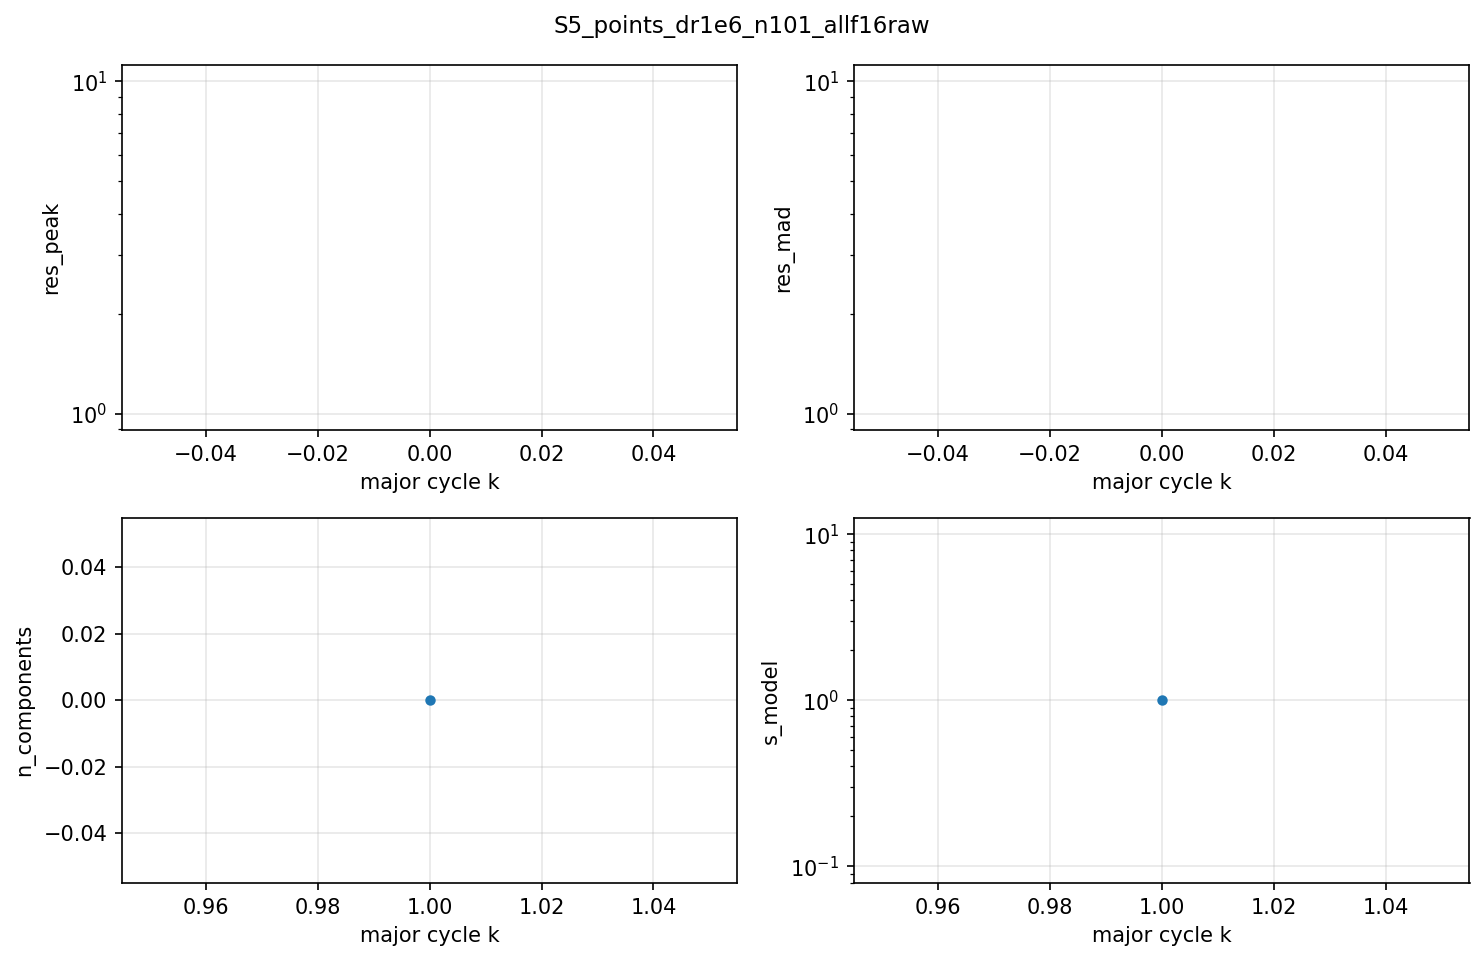 S5_points_dr1e6_n101_allf16raw
res_peak
10¹
10⁰
−0.04 −0.02 0.00 0.02 0.04
major cycle k
res_mad
10¹
10⁰
−0.04 −0.02 0.00 0.02 0.04
major cycle k
n_components
0.04
0.02
0.00
−0.02
−0.04
0.96 0.98 1.00 1.02 1.04
major cycle k
s_model
10¹
10⁰
10⁻¹
0.96 0.98 1.00 1.02 1.04
major cycle k